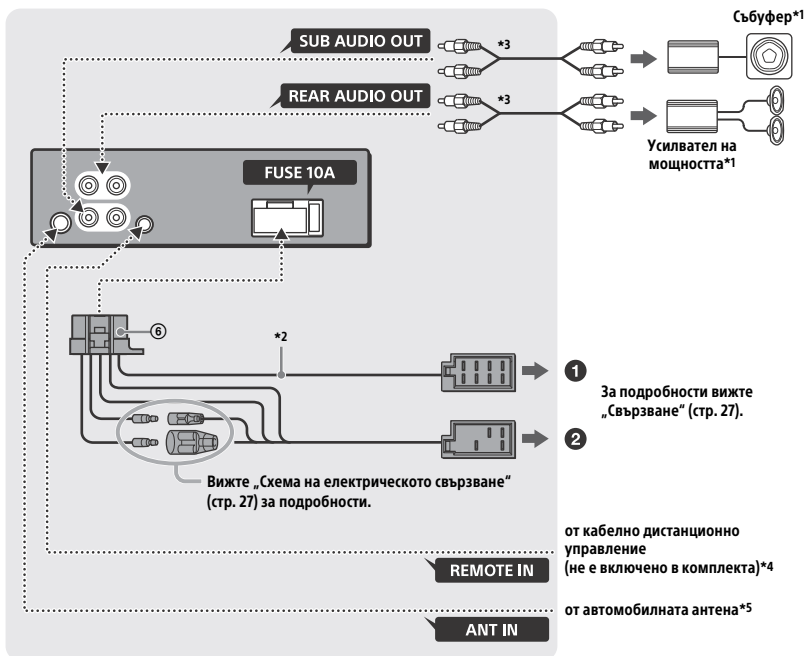 Събуфер*1
SUB AUDIO OUT
*3
REAR AUDIO OUT
*3
Усилвател на
мощността*1
FUSE 10A
⑥
*2
❶
За подробности вижте
„Свързване“ (стр. 27).
❷
Вижте „Схема на електрическото свързване“
(стр. 27) за подробности.
от кабелно дистанционно
управление
(не е включено в комплекта)*4
REMOTE IN
от автомобилната антена*5
ANT IN